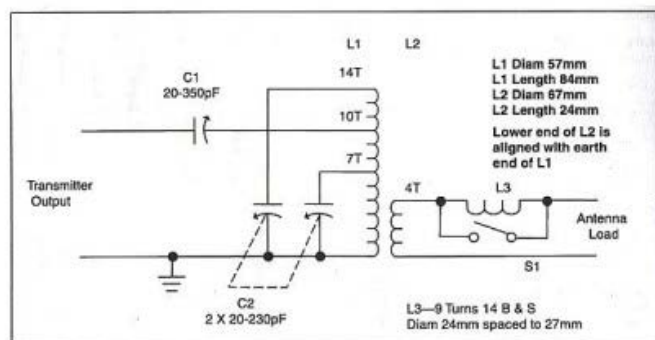 L1
L2
14T
C1
20-350pF
10T
7T
Transmitter
Output
C2
2 X 20-230pF
4T
L3
Antenna
Load
S1
L1 Diam 57mm
L1 Length 84mm
L2 Diam 67mm
L2 Length 24mm
Lower end of L2 is
aligned with earth
end of L1
L3—9 Turns 14 B & S
Diam 24mm spaced to 27mm